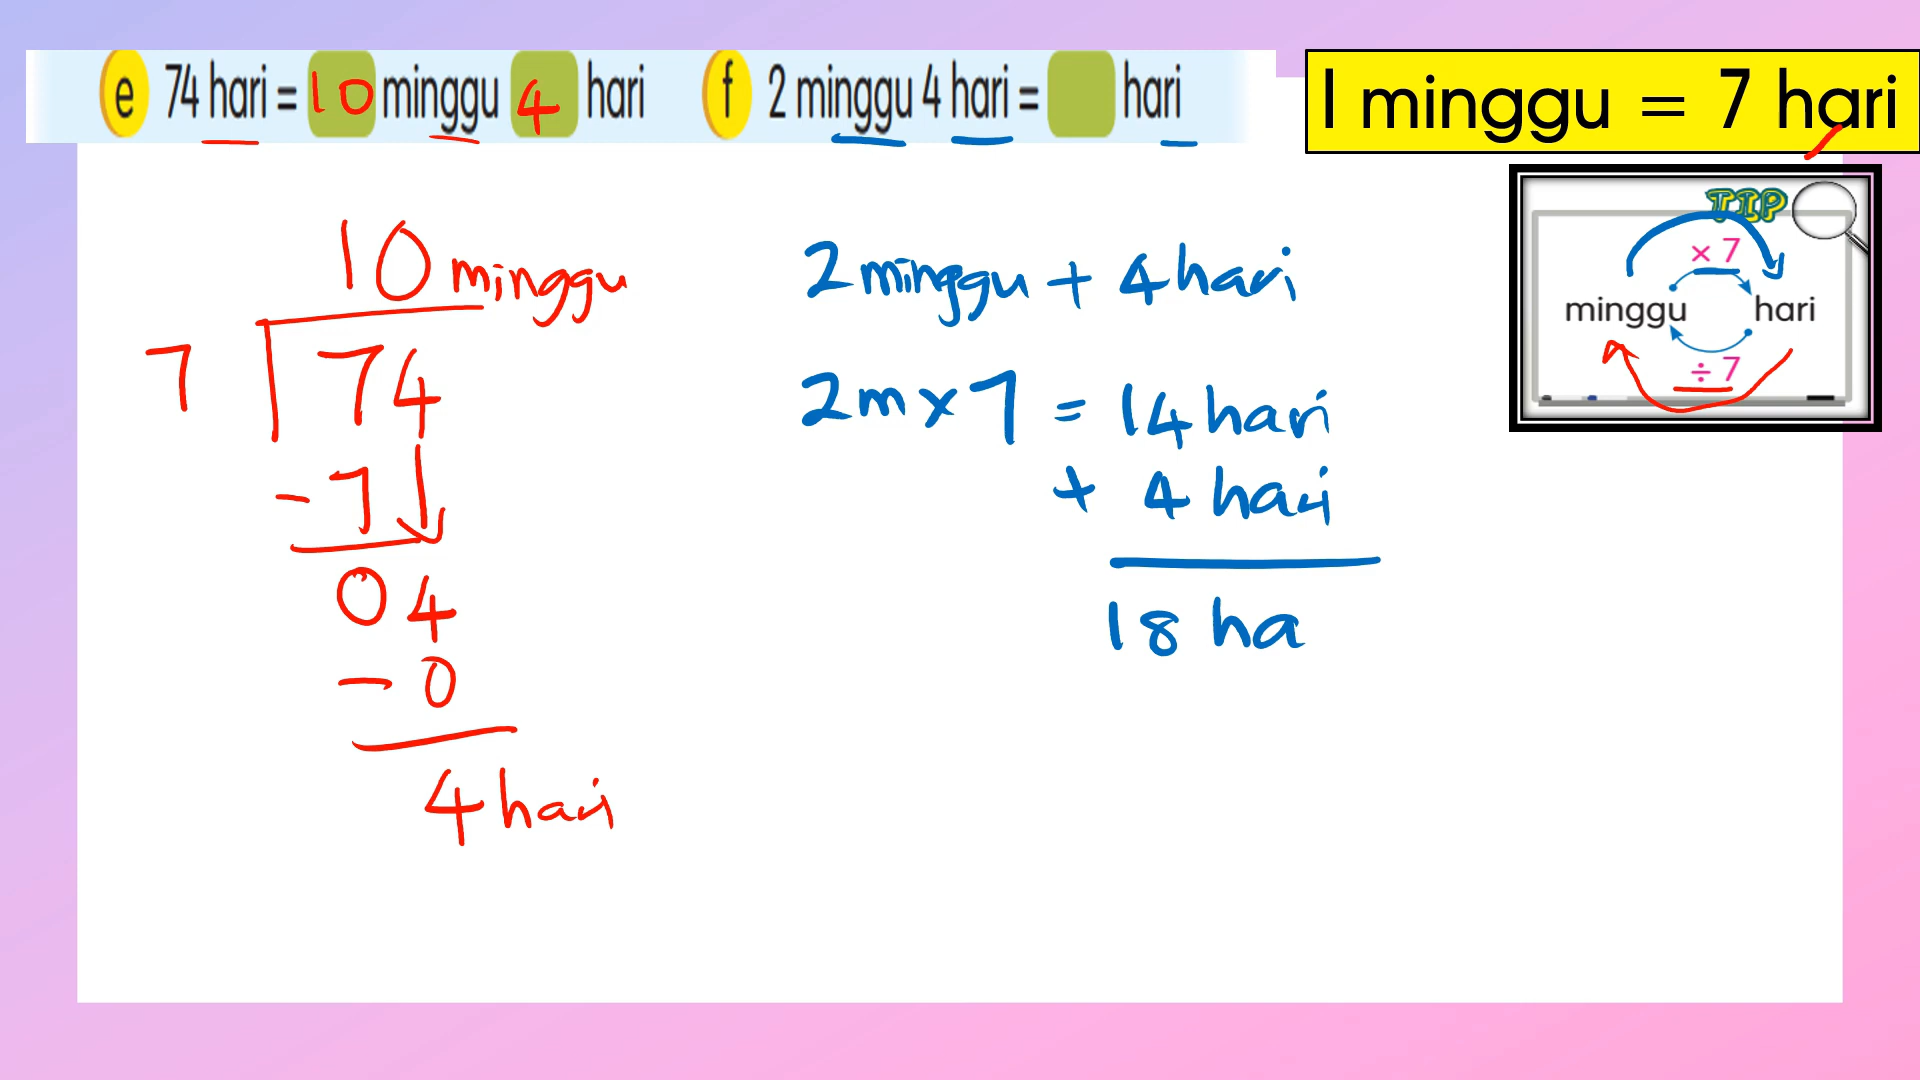 e 74 hari = 10 minggu 4 hari
f 2 minggu 4 hari = hari
1 minggu = 7 hari
TIP
× 7
minggu hari
÷ 7
10 minggu
7 74
- 7
04
- 0
4 hari
2 minggu + 4 hari
2m x 7 = 14 hari
+ 4 hari
18 ha